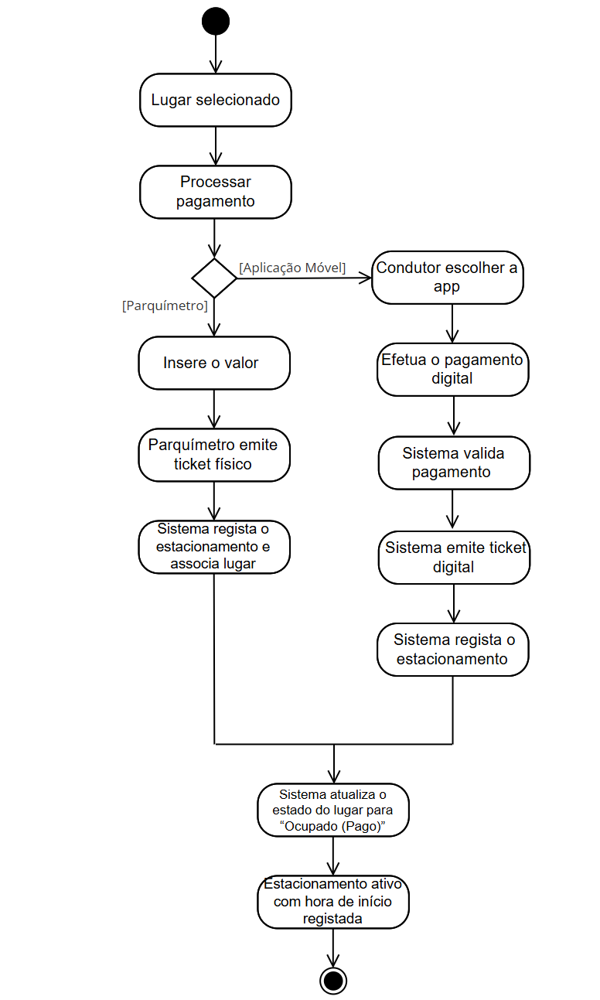 Lugar selecionado
Processar
pagamento
[Aplicação Móvel]
[Parquímetro]
Condutor escolher a
app
Insere o valor
Efetua o pagamento
digital
Parquímetro emite
ticket físico
Sistema valida
pagamento
Sistema regista o
estacionamento e
associa lugar
Sistema emite ticket
digital
Sistema regista o
estacionamento
Sistema atualiza o
estado do lugar para
“Ocupado (Pago)”
Estacionamento ativo
com hora de início
registada